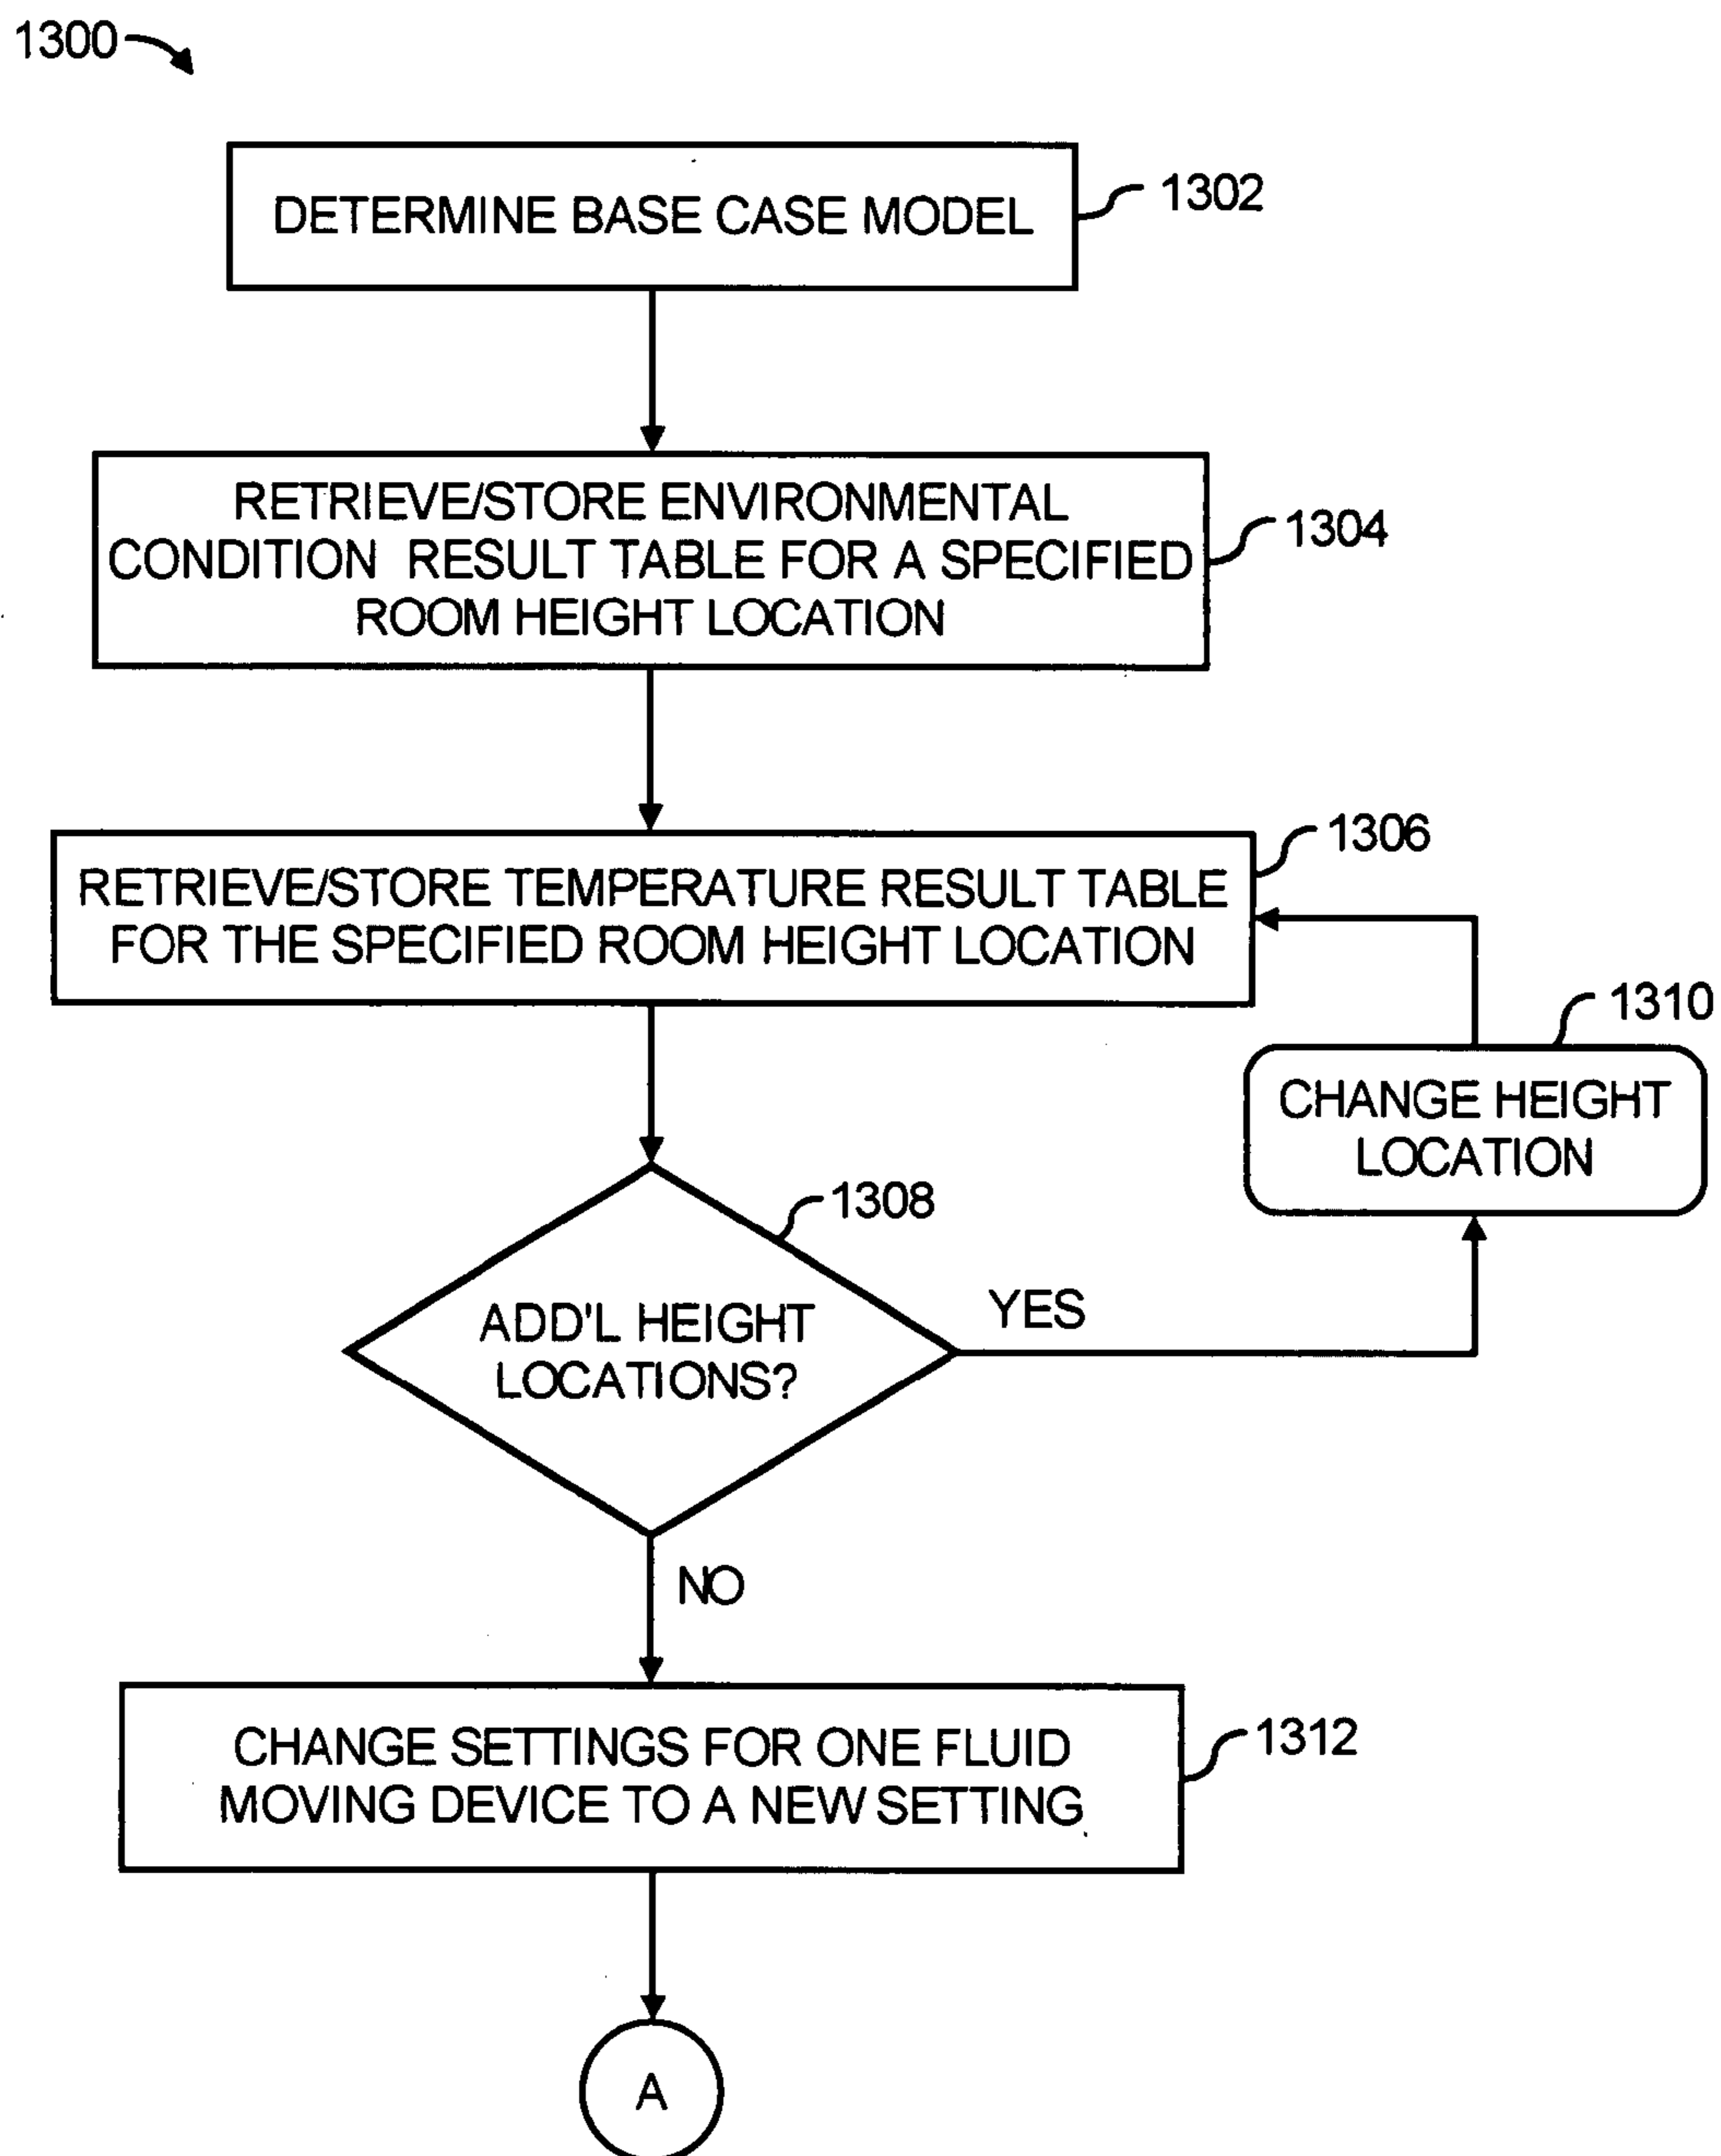 1300
DETERMINE BASE CASE MODEL
1302
RETRIEVE/STORE ENVIRONMENTAL
CONDITION RESULT TABLE FOR A SPECIFIED
ROOM HEIGHT LOCATION
1304
RETRIEVE/STORE TEMPERATURE RESULT TABLE
FOR THE SPECIFIED ROOM HEIGHT LOCATION
1306
1310
CHANGE HEIGHT
LOCATION
1308
ADD'L HEIGHT
LOCATIONS?
YES
NO
CHANGE SETTINGS FOR ONE FLUID
MOVING DEVICE TO A NEW SETTING
1312
A